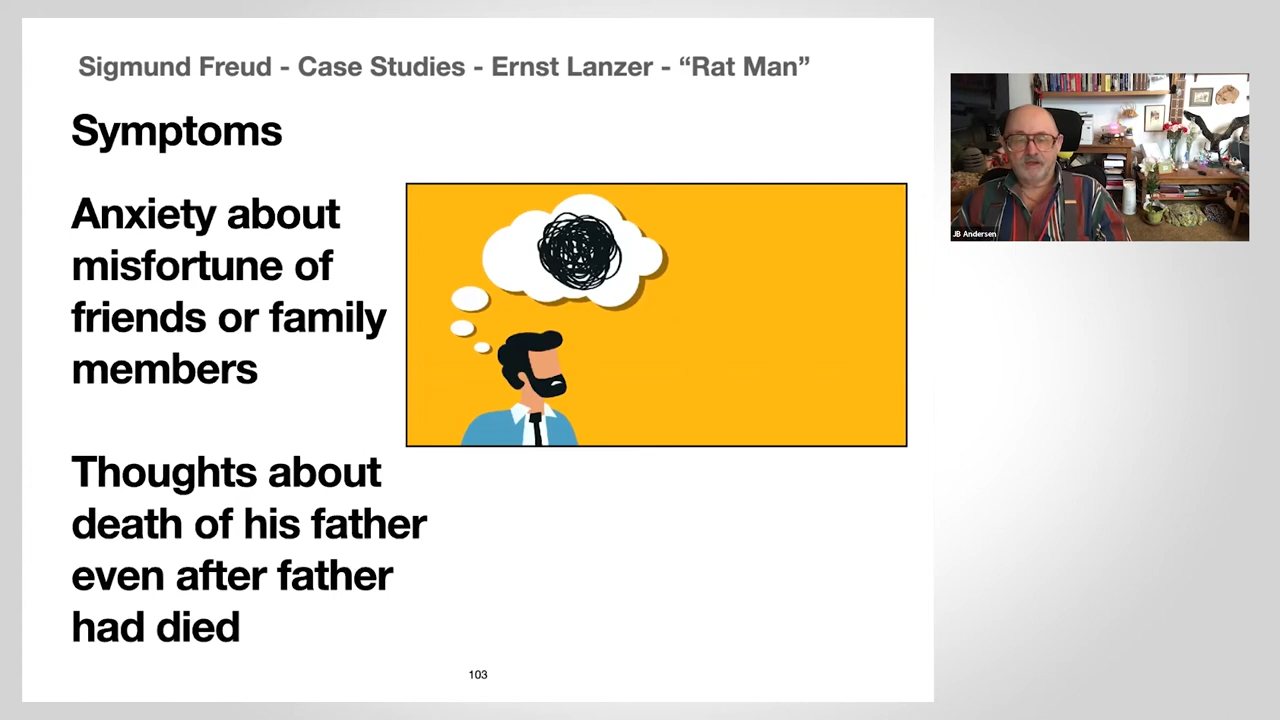 Sigmund Freud - Case Studies - Ernst Lanzer - “Rat Man”
Symptoms
Anxiety about
misfortune of
friends or family
members
Thoughts about
death of his father
even after father
had died
103
JB Andersen